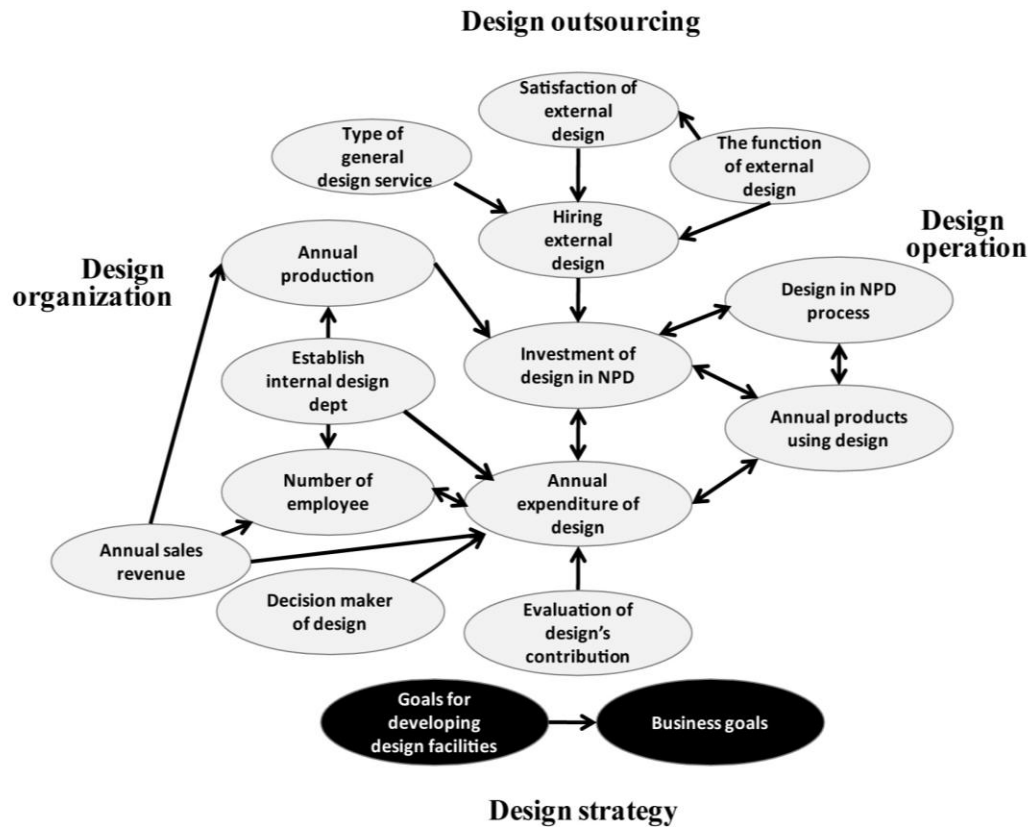 Design outsourcing
Satisfaction of
external
design
Type of
general
design service
The function
of external
design
Hiring
external
design
Design
operation
Annual
production
Design
organization
Design in NPD
process
Establish
internal design
dept
Investment of
design in NPD
Annual products
using design
Number of
employee
Annual
expenditure of
design
Annual sales
revenue
Decision maker
of design
Evaluation of
design’s
contribution
Goals for
developing
design facilities
Business goals
Design strategy